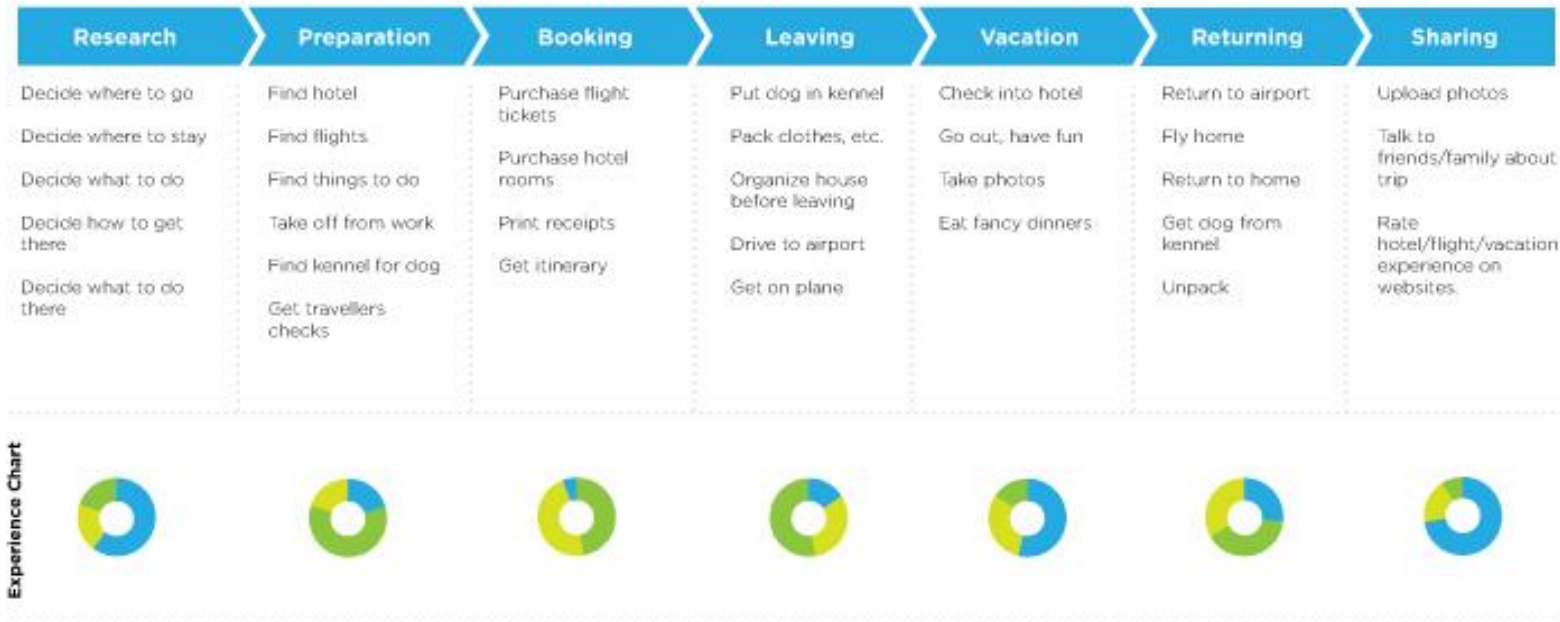 Research
Preparation
Booking
Leaving
Vacation
Returning
Sharing
Decide where to go
Decide where to stay
Decide what to do
Decide how to get
there
Decide what to do
there
Find hotel
Find flights
Find things to do
Take off from work
Find kennel for dog
Get travellers
checks
Purchase flight
tickets
Purchase hotel
rooms
Print receipts
Get itinerary
Put dog in kennel
Pack clothes, etc.
Organize house
before leaving
Drive to airport
Get on plane
Check into hotel
Go out, have fun
Take photos
Eat fancy dinners
Return to airport
Fly home
Return to home
Get dog from
kennel
Unpack
Upload photos
Talk to
friends/family about
trip
Rate
hotel/flight/vacation
experience on
websites.
Experience Chart